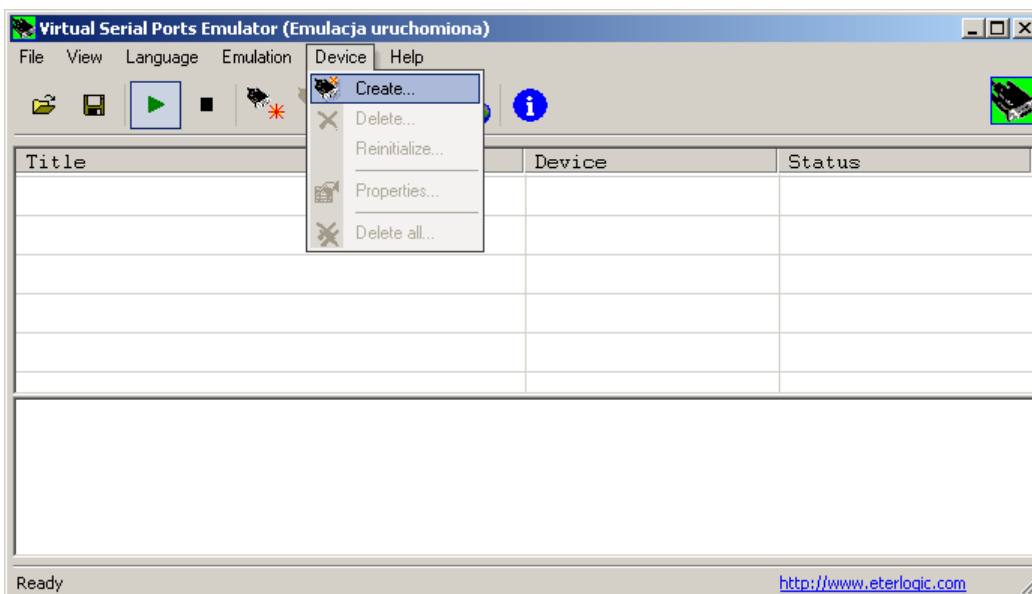 Virtual Serial Ports Emulator (Emulacja uruchomiona)
File View Language Emulation Device Help
Create...
Delete...
Reinitialize...
Properties...
Delete all...
Title Device Status
Ready http://www.eterlogic.com